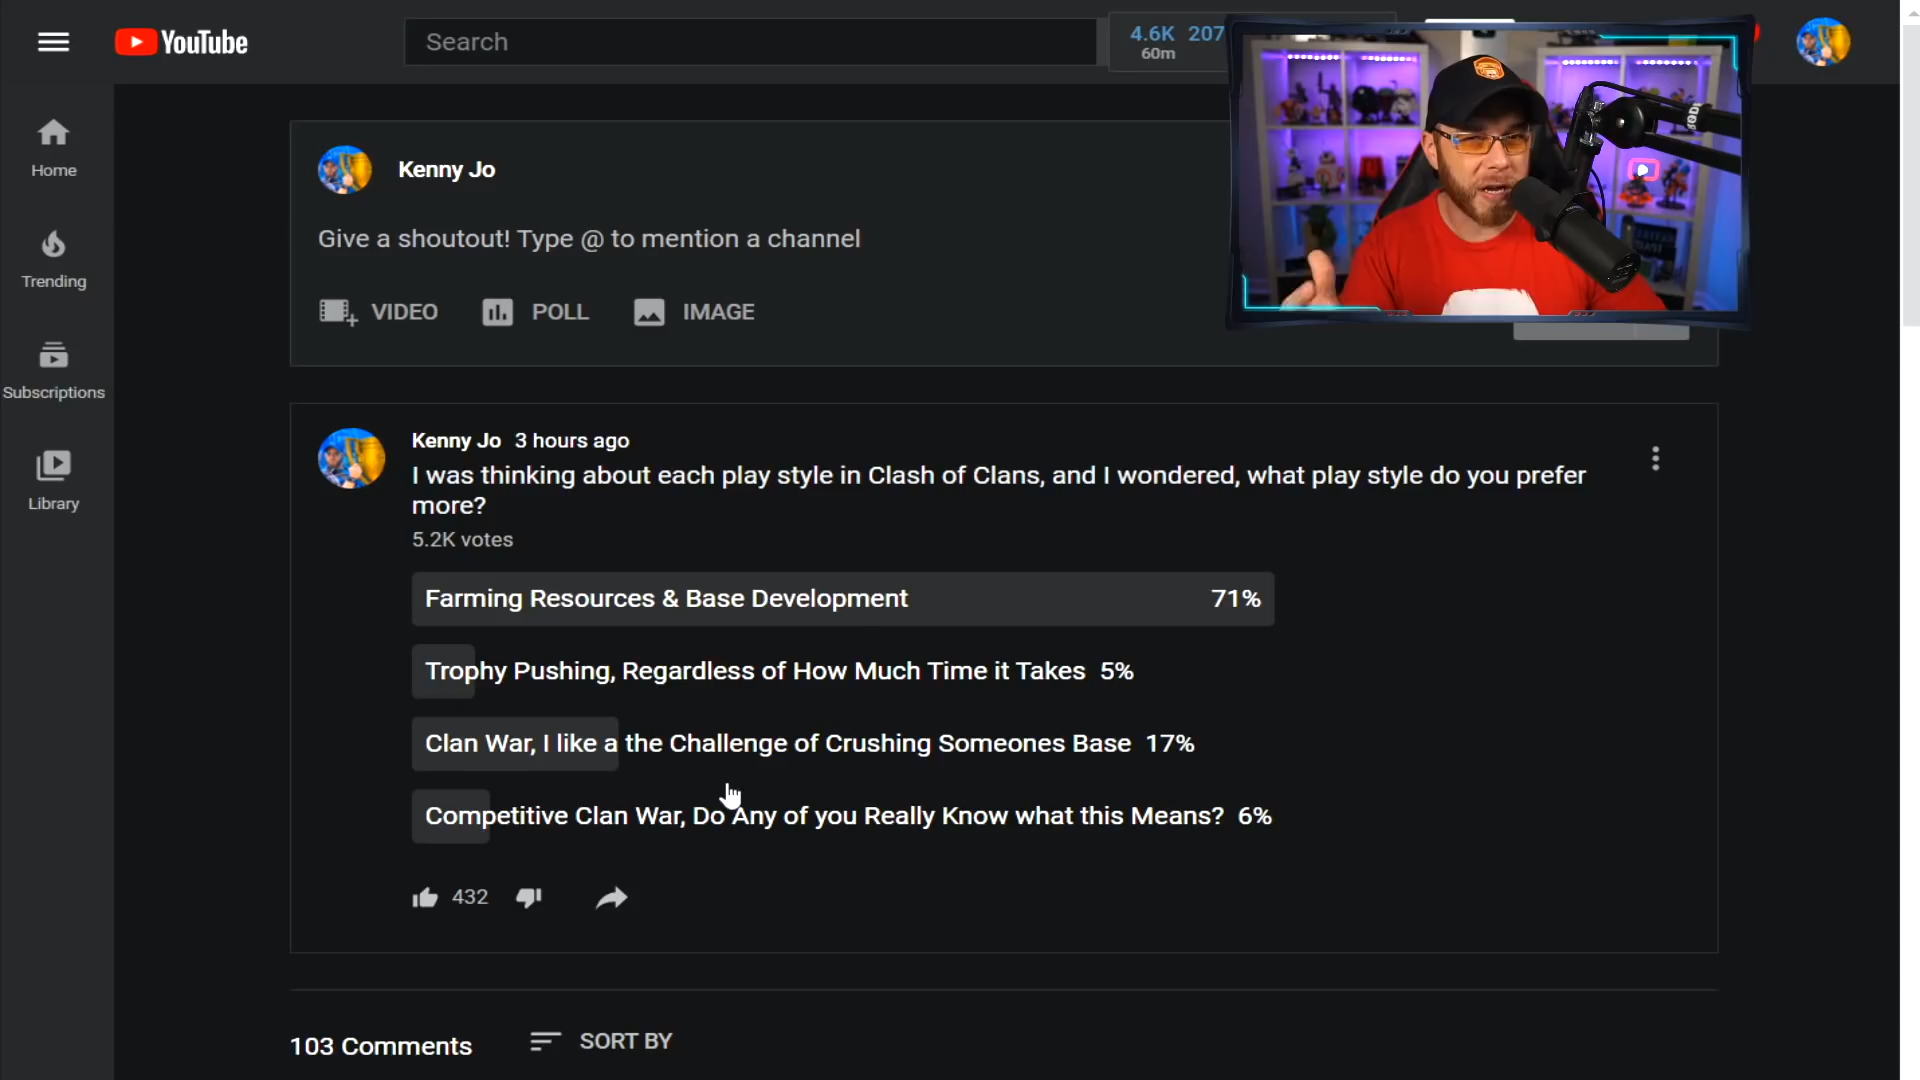 YouTube
Search
4.6K 207
60m
Home
Trending
Subscriptions
Library
Kenny Jo
Give a shoutout! Type @ to mention a channel
VIDEO POLL IMAGE
Kenny Jo 3 hours ago
I was thinking about each play style in Clash of Clans, and I wondered, what play style do you prefer
more?
5.2K votes
Farming Resources & Base Development 71%
Trophy Pushing, Regardless of How Much Time it Takes 5%
Clan War, I like a the Challenge of Crushing Someones Base 17%
Competitive Clan War, Do Any of you Really Know what this Means? 6%
432
103 Comments SORT BY